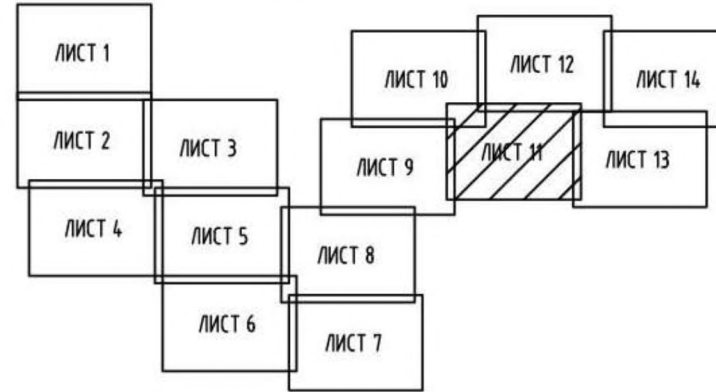 ЛИСТ 1
ЛИСТ 2
ЛИСТ 3
ЛИСТ 4
ЛИСТ 5
ЛИСТ 6
ЛИСТ 7
ЛИСТ 8
ЛИСТ 9
ЛИСТ 10
ЛИСТ 11
ЛИСТ 12
ЛИСТ 13
ЛИСТ 14